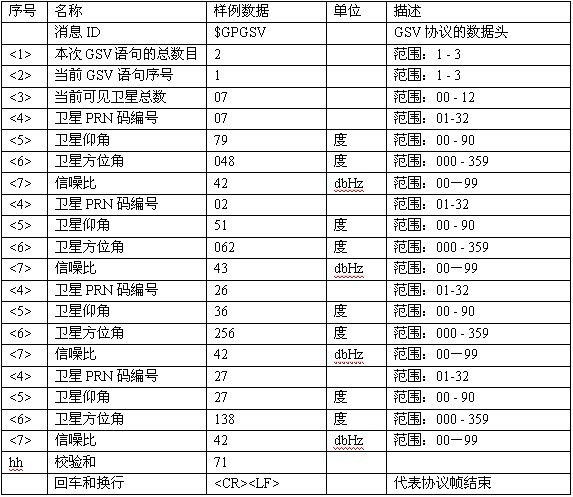 序号 名称 样例数据 单位 描述
消息 ID $GPGSV GSV 协议的数据头
<1> 本次 GSV 语句的总数目 2 范围：1 - 3
<2> 当前 GSV 语句序号 1 范围：1 - 3
<3> 当前可见卫星总数 07 范围：00 - 12
<4> 卫星 PRN 码编号 07 范围：01-32
<5> 卫星仰角 79 度 范围：00 - 90
<6> 卫星方位角 048 度 范围：000 - 359
<7> 信噪比 42 dbHz 范围：00—99
<4> 卫星 PRN 码编号 02 范围：01-32
<5> 卫星仰角 51 度 范围：00 - 90
<6> 卫星方位角 062 度 范围：000 - 359
<7> 信噪比 43 dbHz 范围：00—99
<4> 卫星 PRN 码编号 26 范围：01-32
<5> 卫星仰角 36 度 范围：00 - 90
<6> 卫星方位角 256 度 范围：000 - 359
<7> 信噪比 42 dbHz 范围：00—99
<4> 卫星 PRN 码编号 27 范围：01-32
<5> 卫星仰角 27 度 范围：00 - 90
<6> 卫星方位角 138 度 范围：000 - 359
<7> 信噪比 42 dbHz 范围：00—99
hh 校验和 71
回车和换行 <CR><LF> 代表协议帧结束